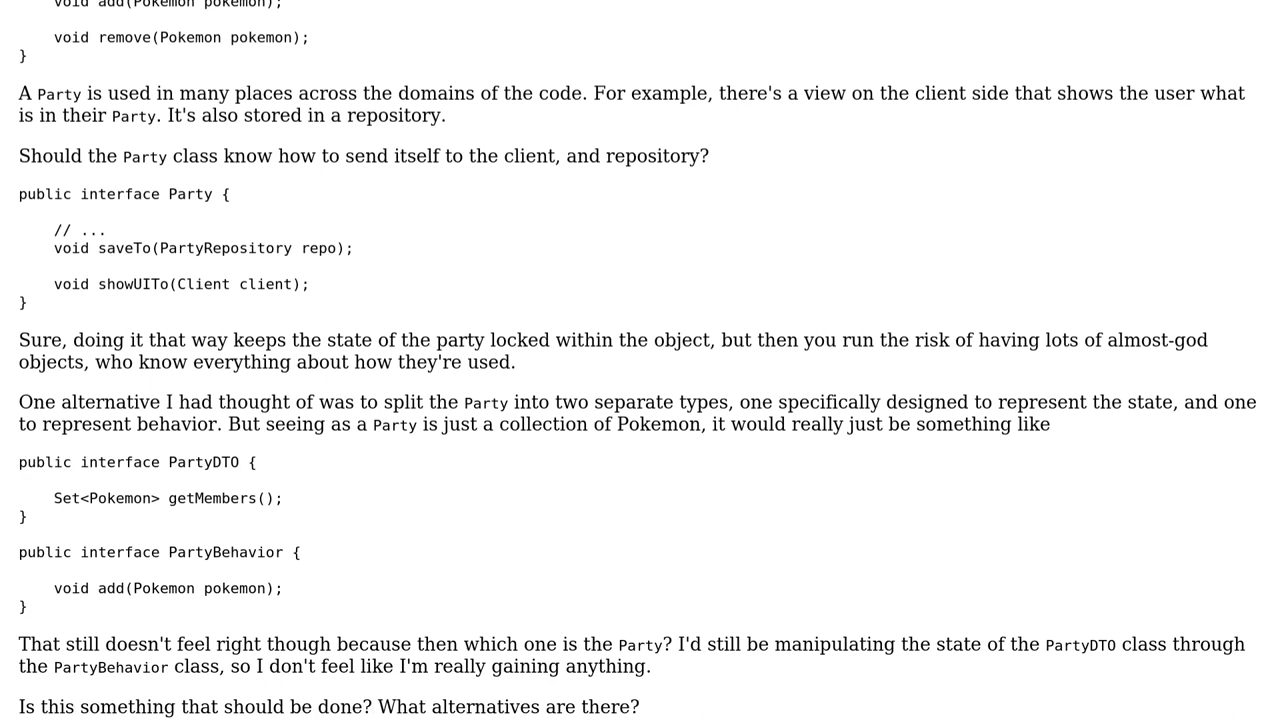 void add(Pokemon pokemon);
void remove(Pokemon pokemon);
}
A Party is used in many places across the domains of the code. For example, there's a view on the client side that shows the user what
is in their Party. It's also stored in a repository.
Should the Party class know how to send itself to the client, and repository?
public interface Party {
// ...
void saveTo(PartyRepository repo);
void showUITo(Client client);
}
Sure, doing it that way keeps the state of the party locked within the object, but then you run the risk of having lots of almost-god
objects, who know everything about how they're used.
One alternative I had thought of was to split the Party into two separate types, one specifically designed to represent the state, and one
to represent behavior. But seeing as a Party is just a collection of Pokemon, it would really just be something like
public interface PartyDTO {
Set<Pokemon> getMembers();
}
public interface PartyBehavior {
void add(Pokemon pokemon);
}
That still doesn't feel right though because then which one is the Party? I'd still be manipulating the state of the PartyDTO class through
the PartyBehavior class, so I don't feel like I'm really gaining anything.
Is this something that should be done? What alternatives are there?